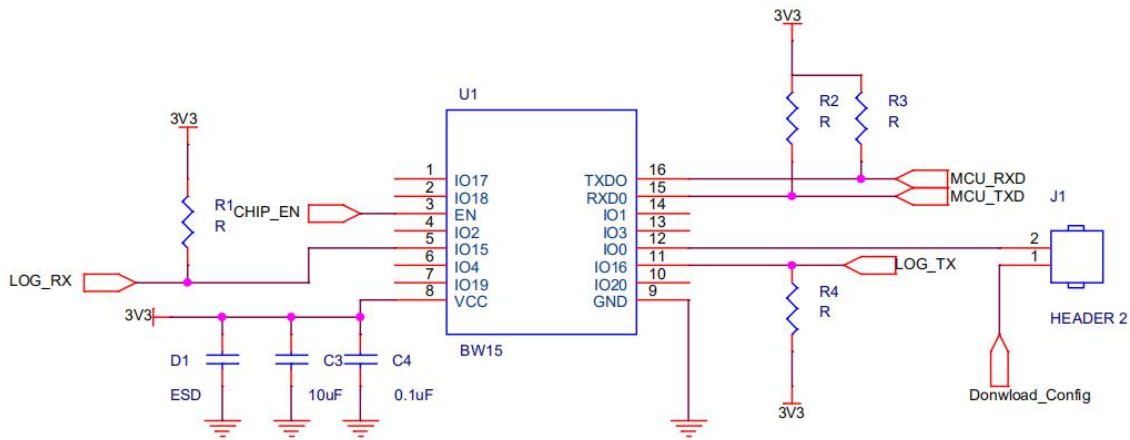 3V3
U1
R2
R
R3
R
3V3
R1
R
CHIP_EN
LOG_RX
1 IO17
2 IO18
3 EN
4 IO2
5 IO15
6 IO4
7 IO19
8 VCC
TXDO 16
RXD0 15
IO1 14
IO3 13
IO0 12
IO16 11
IO20 10
GND 9
BW15
MCU_RXD
MCU_TXD
J1
2
1
HEADER 2
LOG_TX
R4
R
3V3
Donwload_Config
3V3
D1
ESD
C3
10uF
C4
0.1uF